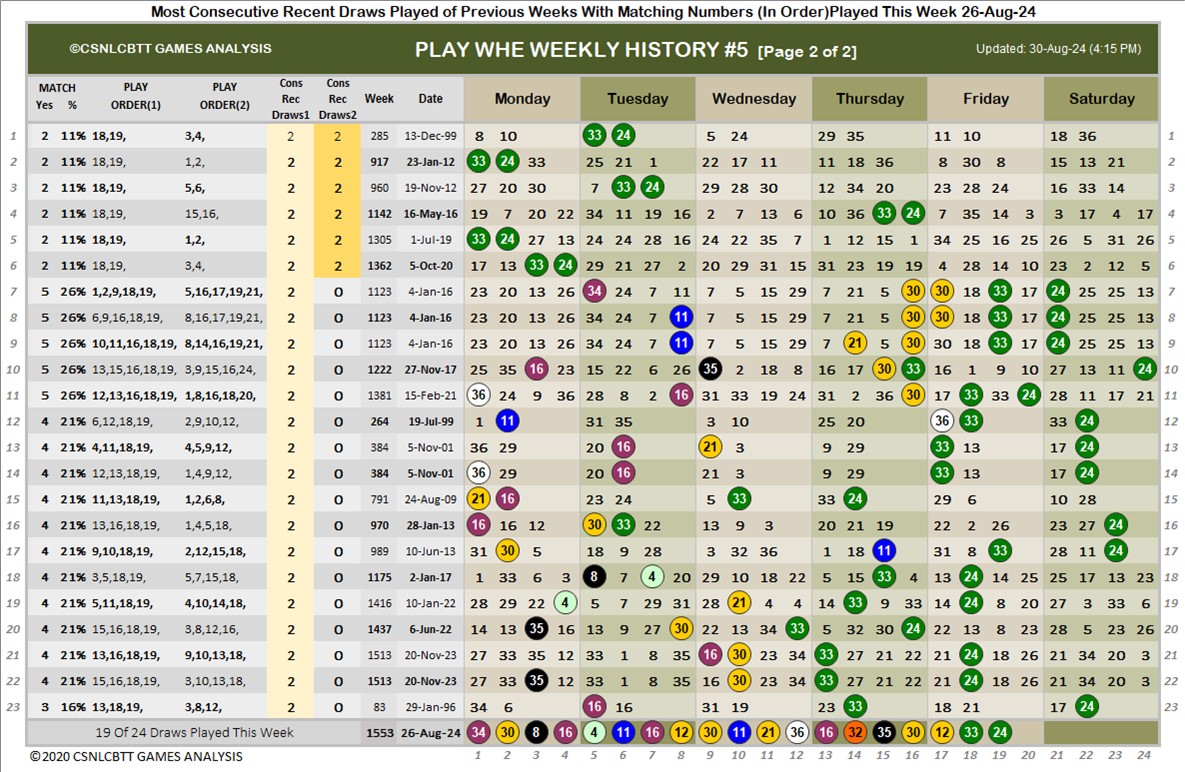 Most Consecutive Recent Draws Played of Previous Weeks With Matching Numbers (In Order)Played This Week 26-Aug-24
©CSNLCBTT GAMES ANALYSIS PLAY WHE WEEKLY HISTORY #5 [Page 2 of 2] Updated: 30-Aug-24 (4:15 PM)
MATCH Yes % PLAY ORDER(1) PLAY ORDER(2) Cons Rec Draws1 Cons Rec Draws2 Week Date Monday Tuesday Wednesday Thursday Friday Saturday
1 2 11% 18,19, 3,4, 2 2 285 13-Dec-99 8 10 33 24 5 24 29 35 11 10 18 36 1
2 2 11% 18,19, 1,2, 2 2 917 23-Jan-12 33 24 33 25 21 1 22 17 11 11 18 36 8 30 8 15 13 21 2
3 2 11% 18,19, 5,6, 2 2 960 19-Nov-12 27 20 30 7 33 24 29 28 30 12 34 20 23 28 24 16 33 14 3
4 2 11% 18,19, 15,16, 2 2 1142 16-May-16 19 7 20 22 34 11 19 16 2 7 13 6 10 36 33 24 7 35 14 3 3 17 4 17 4
5 2 11% 18,19, 1,2, 2 2 1305 1-Jul-19 33 24 27 13 24 24 28 16 24 22 35 7 1 12 15 1 34 25 16 25 26 5 31 26 5
6 2 11% 18,19, 3,4, 2 2 1362 5-Oct-20 17 13 33 24 29 21 27 2 20 29 31 15 31 23 19 19 4 28 14 10 23 2 12 5 6
7 5 26% 1,2,9,18,19, 5,16,17,19,21, 2 0 1123 4-Jan-16 23 20 13 26 34 24 7 11 7 5 15 29 7 21 5 30 30 18 33 17 24 25 25 13 7
8 5 26% 6,9,16,18,19, 8,16,17,19,21, 2 0 1123 4-Jan-16 23 20 13 26 34 24 7 11 7 5 15 29 7 21 5 30 30 18 33 17 24 25 25 13 8
9 5 26% 10,11,16,18,19, 8,14,16,19,21, 2 0 1123 4-Jan-16 23 20 13 26 34 24 7 11 7 5 15 29 7 21 5 30 30 18 33 17 24 25 25 13 9
10 5 26% 13,15,16,18,19, 3,9,15,16,24, 2 0 1222 27-Nov-17 25 35 16 23 15 22 6 26 35 2 18 8 16 17 30 33 16 1 9 10 27 13 11 24 10
11 5 26% 12,13,16,18,19, 1,8,16,18,20, 2 0 1381 15-Feb-21 36 24 9 36 28 8 2 16 31 33 19 24 31 2 36 30 17 33 33 24 28 11 17 21 11
12 4 21% 6,12,18,19, 2,9,10,12, 2 0 264 19-Jul-99 1 11 31 35 3 10 25 20 36 33 33 24 12
13 4 21% 4,11,18,19, 4,5,9,12, 2 0 384 5-Nov-01 36 29 20 16 21 3 9 29 33 13 17 24 13
14 4 21% 12,13,18,19, 1,4,9,12, 2 0 384 5-Nov-01 36 29 20 16 21 3 9 29 33 13 17 24 14
15 4 21% 11,13,18,19, 1,2,6,8, 2 0 791 24-Aug-09 21 16 23 24 5 33 33 24 29 6 10 28 15
16 4 21% 13,16,18,19, 1,4,5,18, 2 0 970 28-Jan-13 16 16 12 30 33 22 13 9 3 20 21 19 22 2 26 23 27 24 16
17 4 21% 9,10,18,19, 2,12,15,18, 2 0 989 10-Jun-13 31 30 5 18 9 28 3 32 36 1 18 11 31 8 33 28 11 24 17
18 4 21% 3,5,18,19, 5,7,15,18, 2 0 1175 2-Jan-17 1 33 6 3 8 7 4 20 29 10 18 22 5 15 33 4 13 24 14 25 25 17 13 23 18
19 4 21% 5,11,18,19, 4,10,14,18, 2 0 1416 10-Jan-22 28 29 22 4 5 7 29 31 28 21 4 4 14 33 9 33 14 24 8 20 27 3 33 6 19
20 4 21% 15,16,18,19, 3,8,12,16, 2 0 1437 6-Jun-22 14 13 35 16 13 9 27 30 22 13 34 33 5 32 30 24 22 13 8 23 28 5 32 26 20
21 4 21% 13,16,18,19, 9,10,13,18, 2 0 1513 20-Nov-23 27 33 35 12 33 1 8 35 16 30 23 34 33 27 21 22 21 24 18 26 21 34 20 3 21
22 4 21% 15,16,18,19, 3,10,13,18, 2 0 1513 20-Nov-23 27 33 35 12 33 1 8 35 16 30 23 34 33 27 21 22 21 24 18 26 21 34 20 3 22
23 3 16% 13,18,19, 3,8,12, 2 0 83 29-Jan-96 34 6 16 16 31 19 23 33 18 21 17 24 23
19 Of 24 Draws Played This Week 1553 26-Aug-24 34 30 8 16 4 11 16 12 30 11 21 36 16 32 35 30 12 33 24
©2020 CSNLCBTT GAMES ANALYSIS 1 2 3 4 5 6 7 8 9 10 11 12 13 14 15 16 17 18 19 20 21 22 23 24